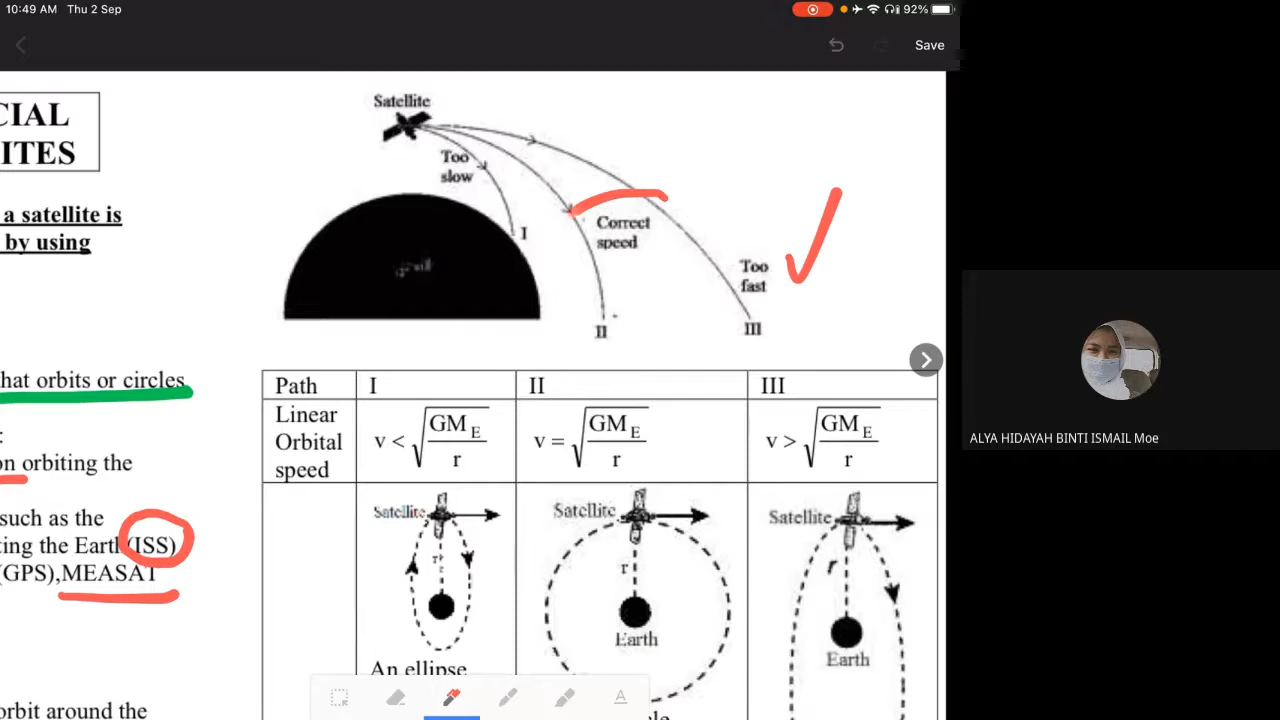 10:49 AM Thu 2 Sep
92%
Save
CIAL
ITES
a satellite is
by using
hat orbits or circles
:
on orbiting the
such as the
ting the Earth(ISS)
(GPS),MEASAT
orbit around the
Satellite
Too
slow
I
Correct
speed
II
Too
fast
III
Path I II III
Linear
Orbital
speed
v < √(GM_E / r)
v = √(GM_E / r)
v > √(GM_E / r)
Satellite
r
An ellipse
Satellite
r
Earth
Satellite
r
Earth
A
ALYA HIDAYAH BINTI ISMAIL Moe